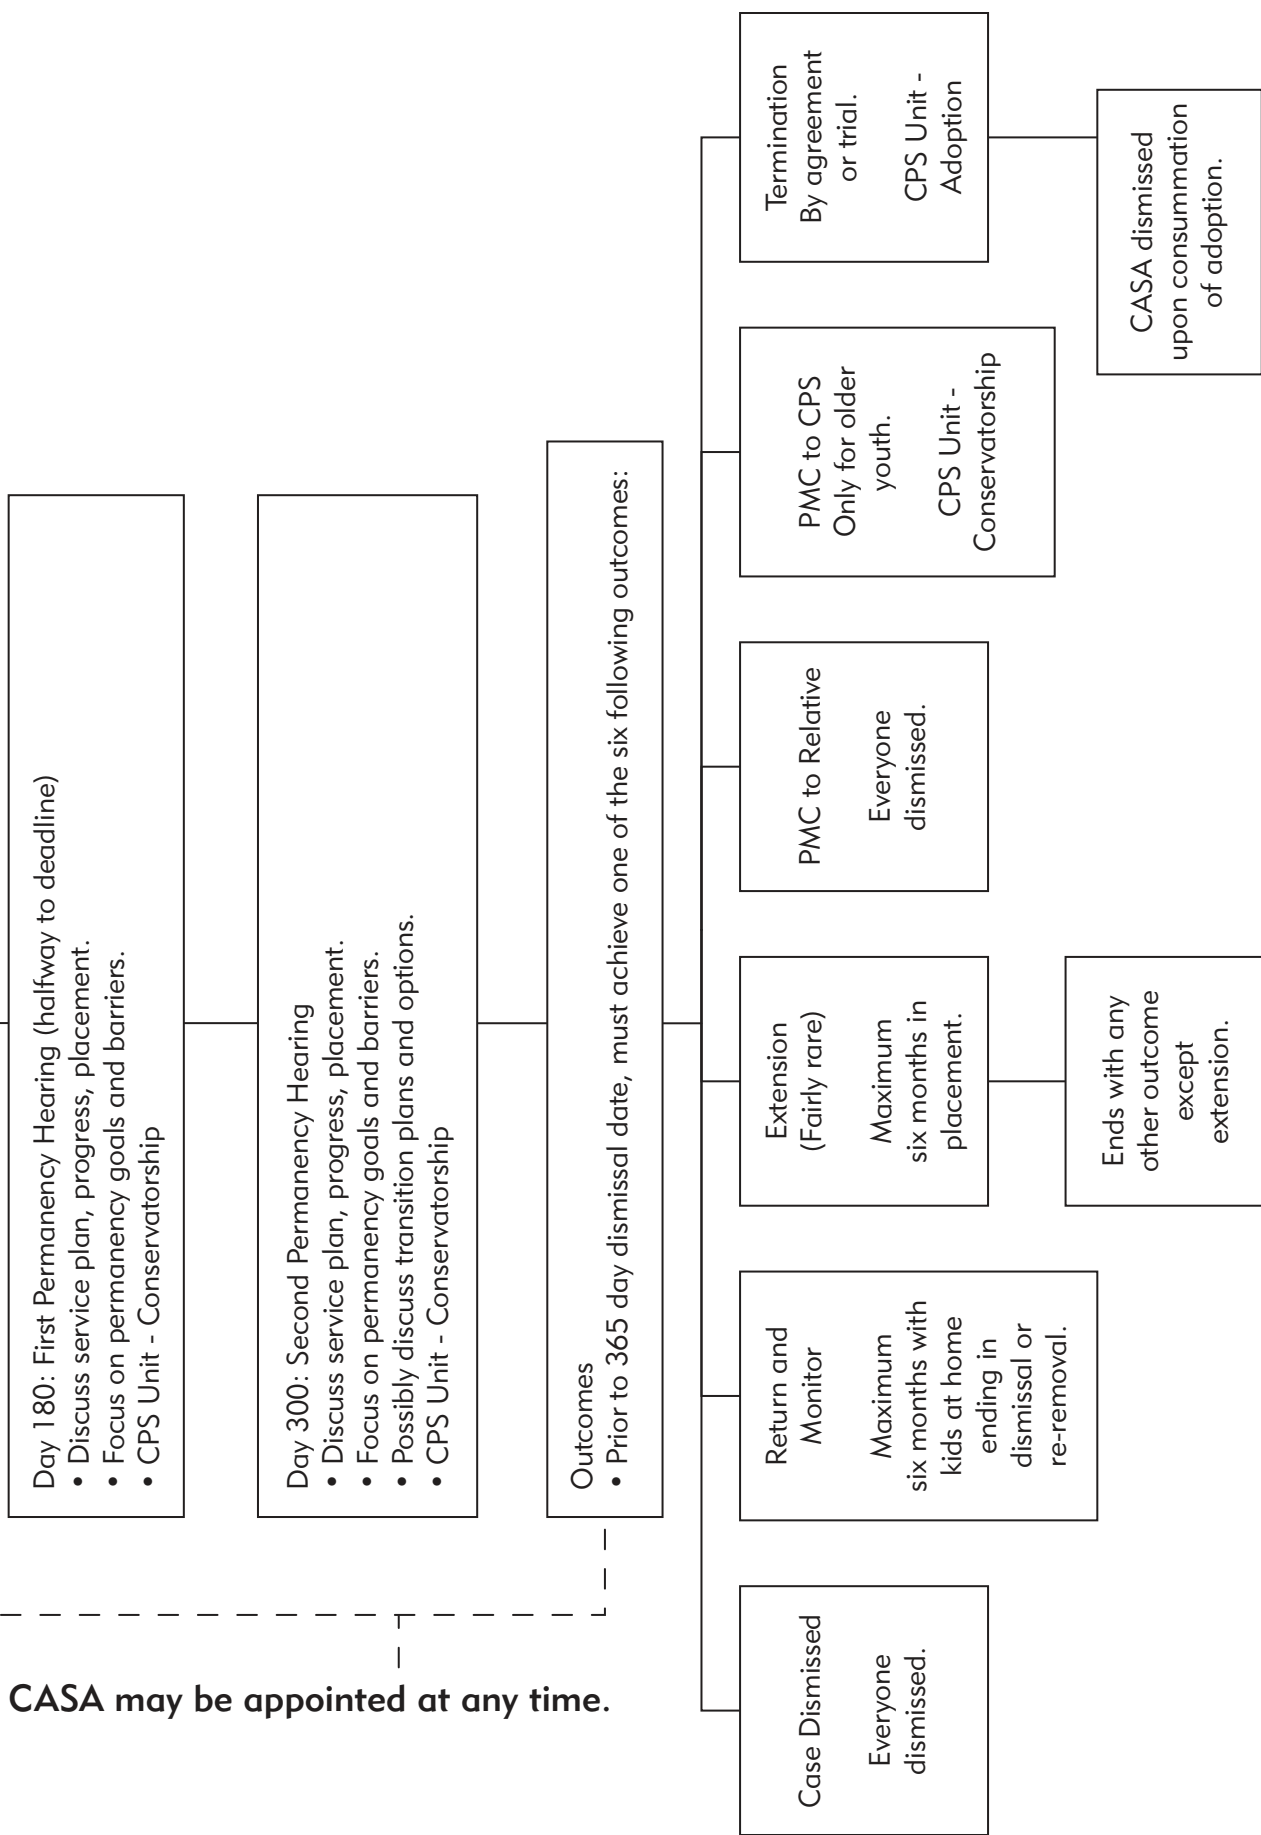 Day 180: First Permanency Hearing (halfway to deadline)
• Discuss service plan, progress, placement.
• Focus on permanency goals and barriers.
• CPS Unit - Conservatorship
Day 300: Second Permanency Hearing
• Discuss service plan, progress, placement.
• Focus on permanency goals and barriers.
• Possibly discuss transition plans and options.
• CPS Unit - Conservatorship
Outcomes
• Prior to 365 day dismissal date, must achieve one of the six following outcomes:
CASA may be appointed at any time.
Case Dismissed
Everyone
dismissed.
Return and
Monitor
Maximum
six months with
kids at home
ending in
dismissal or
re-removal.
Extension
(Fairly rare)
Maximum
six months in
placement.
Ends with any
other outcome
except
extension.
PMC to Relative
Everyone
dismissed.
PMC to CPS
Only for older
youth.
CPS Unit -
Conservatorship
Termination
By agreement
or trial.
CPS Unit -
Adoption
CASA dismissed
upon consummation
of adoption.